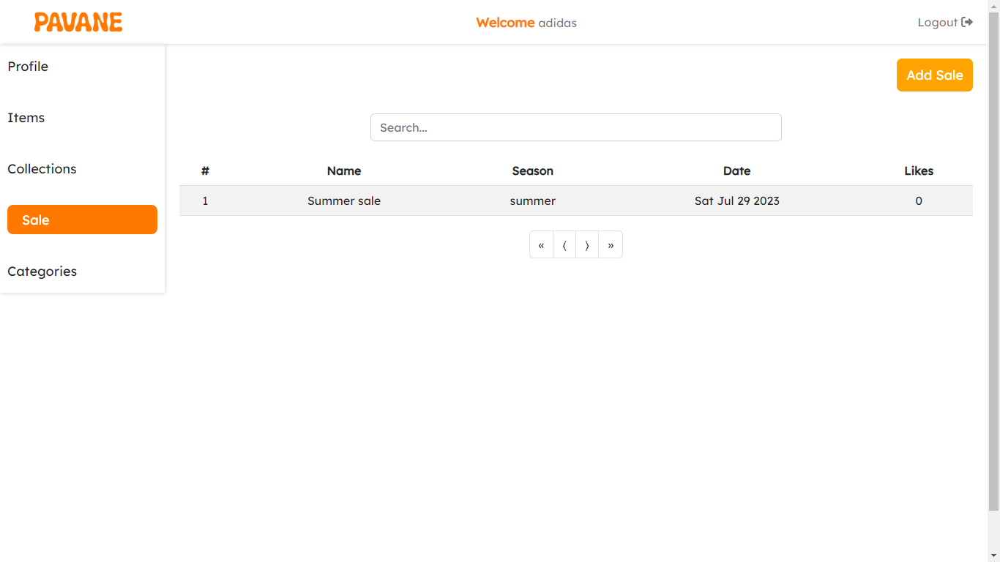 PAVANE
Welcome adidas
Logout
Profile
Items
Collections
Sale
Categories
Add Sale
Search...
# Name Season Date Likes
1 Summer sale summer Sat Jul 29 2023 0
« ⟨ ⟩ »